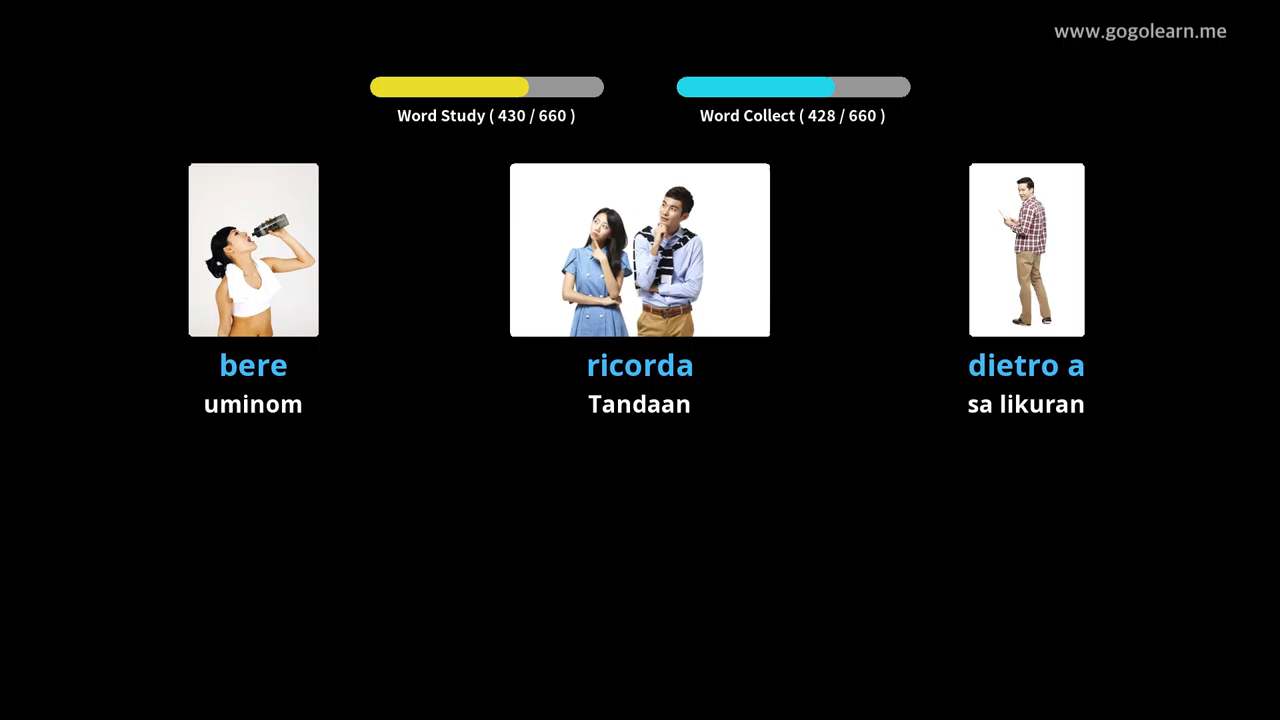 www.gogolearn.me
Word Study ( 430 / 660 )
Word Collect ( 428 / 660 )
bere
uminom
ricorda
Tandaan
dietro a
sa likuran